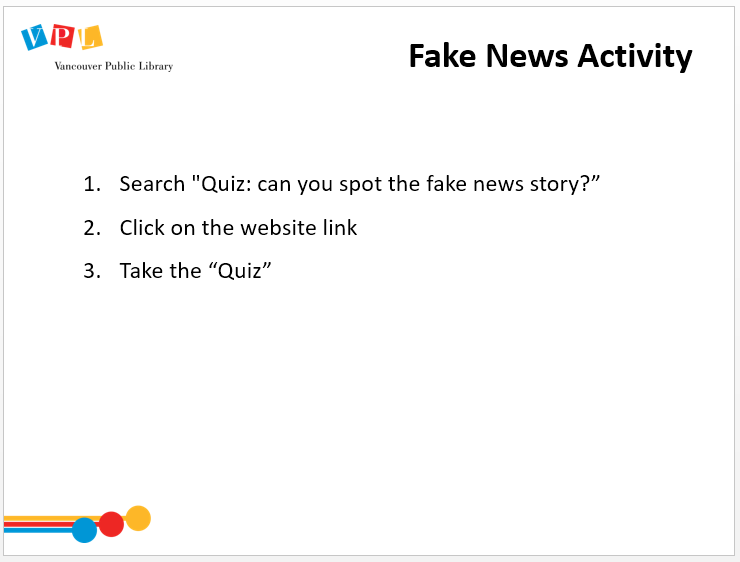 VPL
Vancouver Public Library
Fake News Activity
1. Search "Quiz: can you spot the fake news story?”
2. Click on the website link
3. Take the “Quiz”